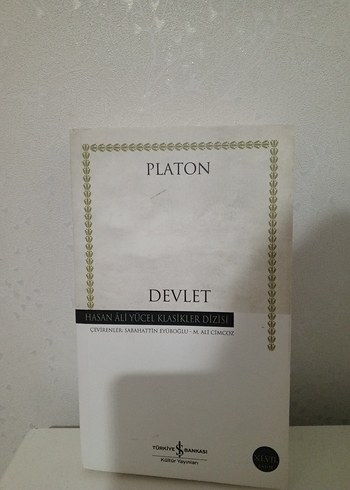 PLATON
DEVLET
HASAN ÂLİ YÜCEL KLASİKLER DİZİSİ
ÇEVİRENLER: SABAHATTİN EYÜBOĞLU - M. ALİ CİMCOZ
TÜRKİYE İŞ BANKASI
Kültür Yayınları